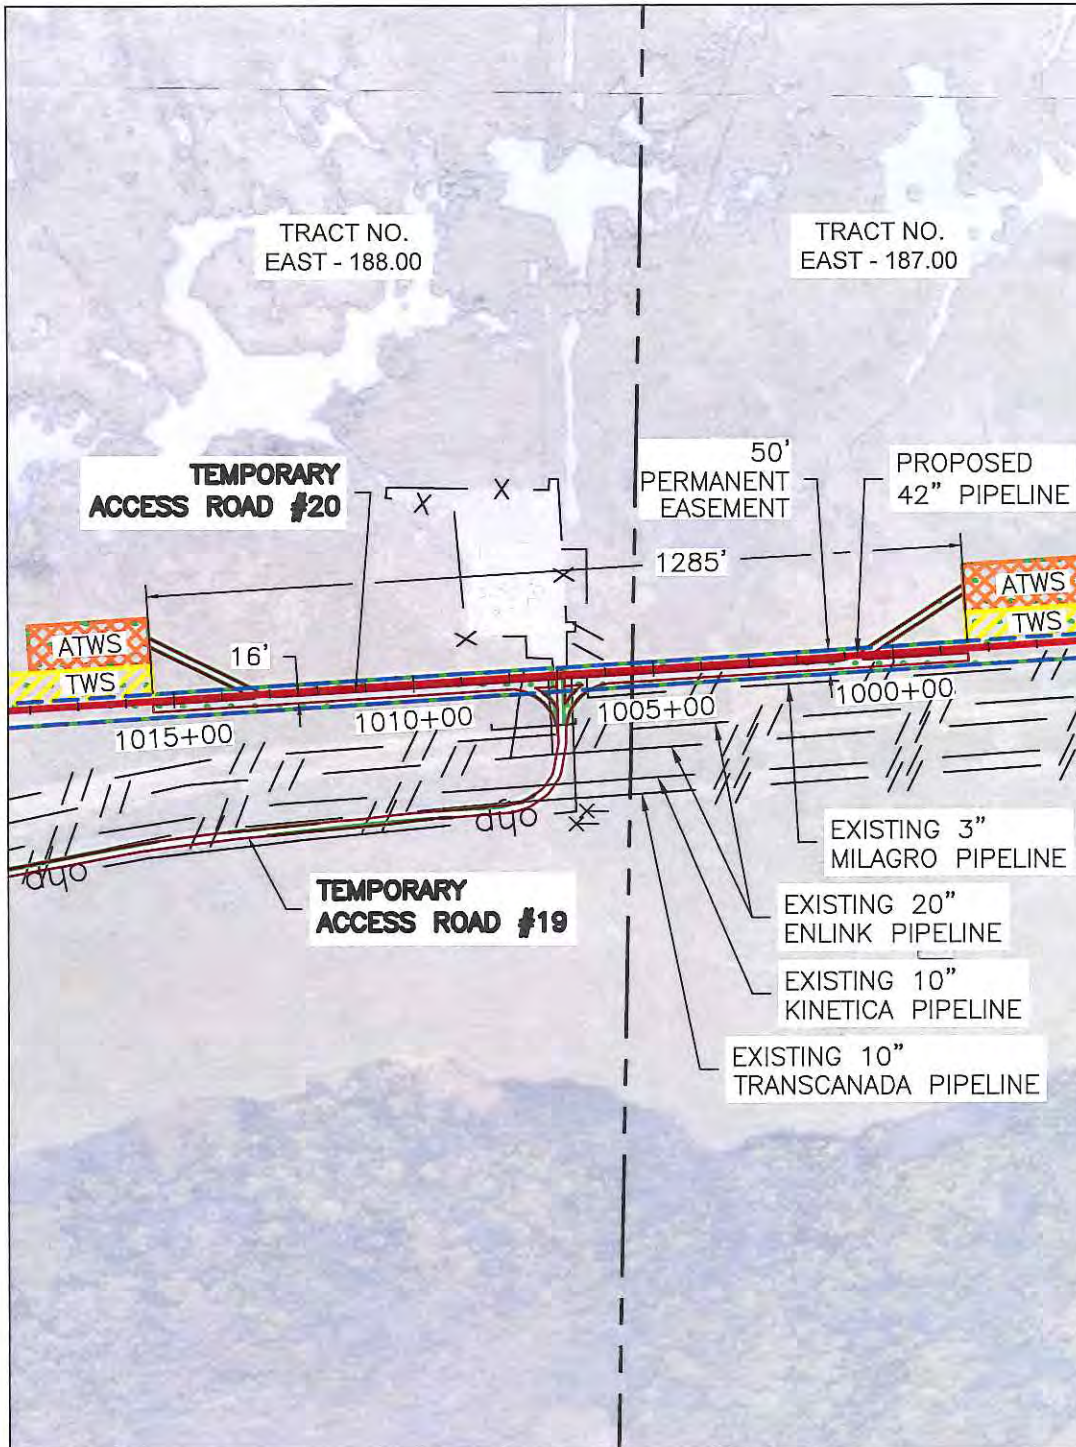 TRACT NO.
EAST - 188.00
TRACT NO.
EAST - 187.00
TEMPORARY
ACCESS ROAD #20
50'
PERMANENT
EASEMENT
PROPOSED
42" PIPELINE
1285'
ATWS
TWS
ATWS
TWS
16'
1015+00
1010+00
1005+00
1000+00
ohp
ohp
TEMPORARY
ACCESS ROAD #19
EXISTING 3"
MILAGRO PIPELINE
EXISTING 20"
ENLINK PIPELINE
EXISTING 10"
KINETICA PIPELINE
EXISTING 10"
TRANSCANADA PIPELINE